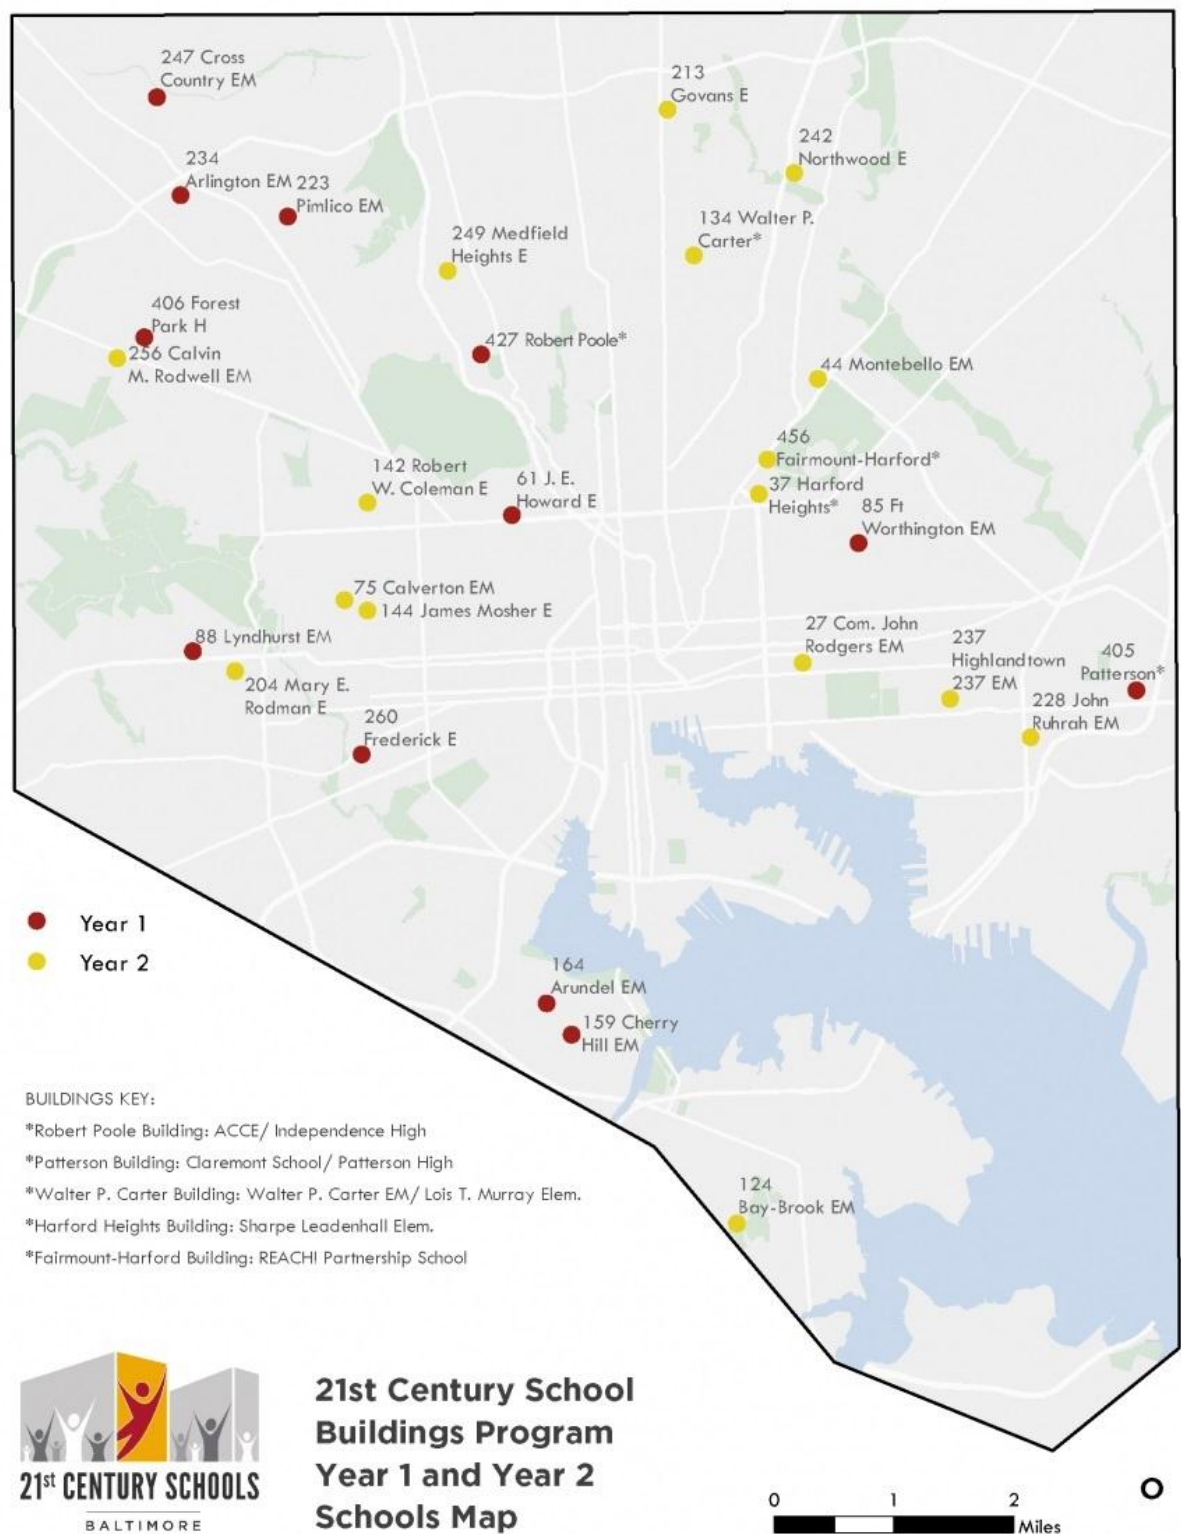 247 Cross
Country EM
213
Govans E
242
Northwood E
234
Arlington EM
223
Pimlico EM
134 Walter P.
Carter*
249 Medfield
Heights E
406 Forest
Park H
256 Calvin
M. Rodwell EM
427 Robert Poole*
44 Montebello EM
456
Fairmount-Harford*
142 Robert
W. Coleman E
61 J. E.
Howard E
37 Harford
Heights*
85 Ft
Worthington EM
75 Calverton EM
144 James Mosher E
27 Com. John
Rodgers EM
88 Lyndhurst EM
237
Highlandtown
237 EM
405
Patterson*
204 Mary E.
Rodman E
228 John
Ruhrah EM
260
Frederick E
Year 1
Year 2
164
Arundel EM
159 Cherry
Hill EM
BUILDINGS KEY:
*Robert Poole Building: ACCE/ Independence High
*Patterson Building: Claremont School/ Patterson High
*Walter P. Carter Building: Walter P. Carter EM/ Lois T. Murray Elem.
*Harford Heights Building: Sharpe Leadenhall Elem.
*Fairmount-Harford Building: REACH! Partnership School
124
Bay-Brook EM
21st CENTURY SCHOOLS
BALTIMORE
21st Century School
Buildings Program
Year 1 and Year 2
Schools Map
0 1 2
Miles